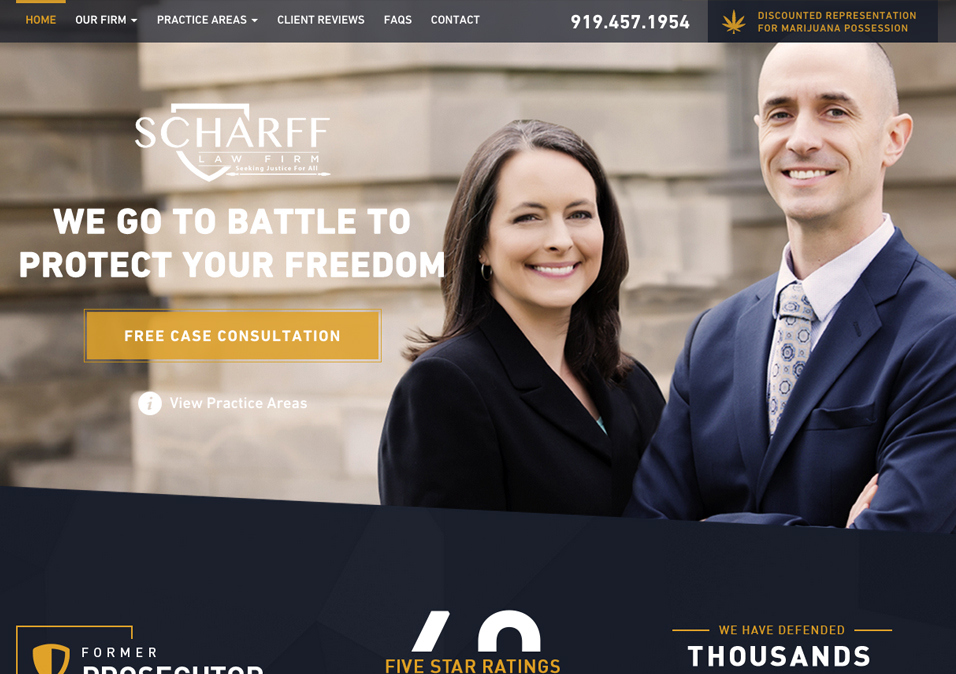 HOME OUR FIRM PRACTICE AREAS CLIENT REVIEWS FAQS CONTACT 919.457.1954
DISCOUNTED REPRESENTATION
FOR MARIJUANA POSSESSION
SCHARFF
LAW FIRM
Seeking Justice For All
WE GO TO BATTLE TO
PROTECT YOUR FREEDOM
FREE CASE CONSULTATION
i View Practice Areas
FORMER
PROSECUTOR
FIVE STAR RATINGS
WE HAVE DEFENDED
THOUSANDS